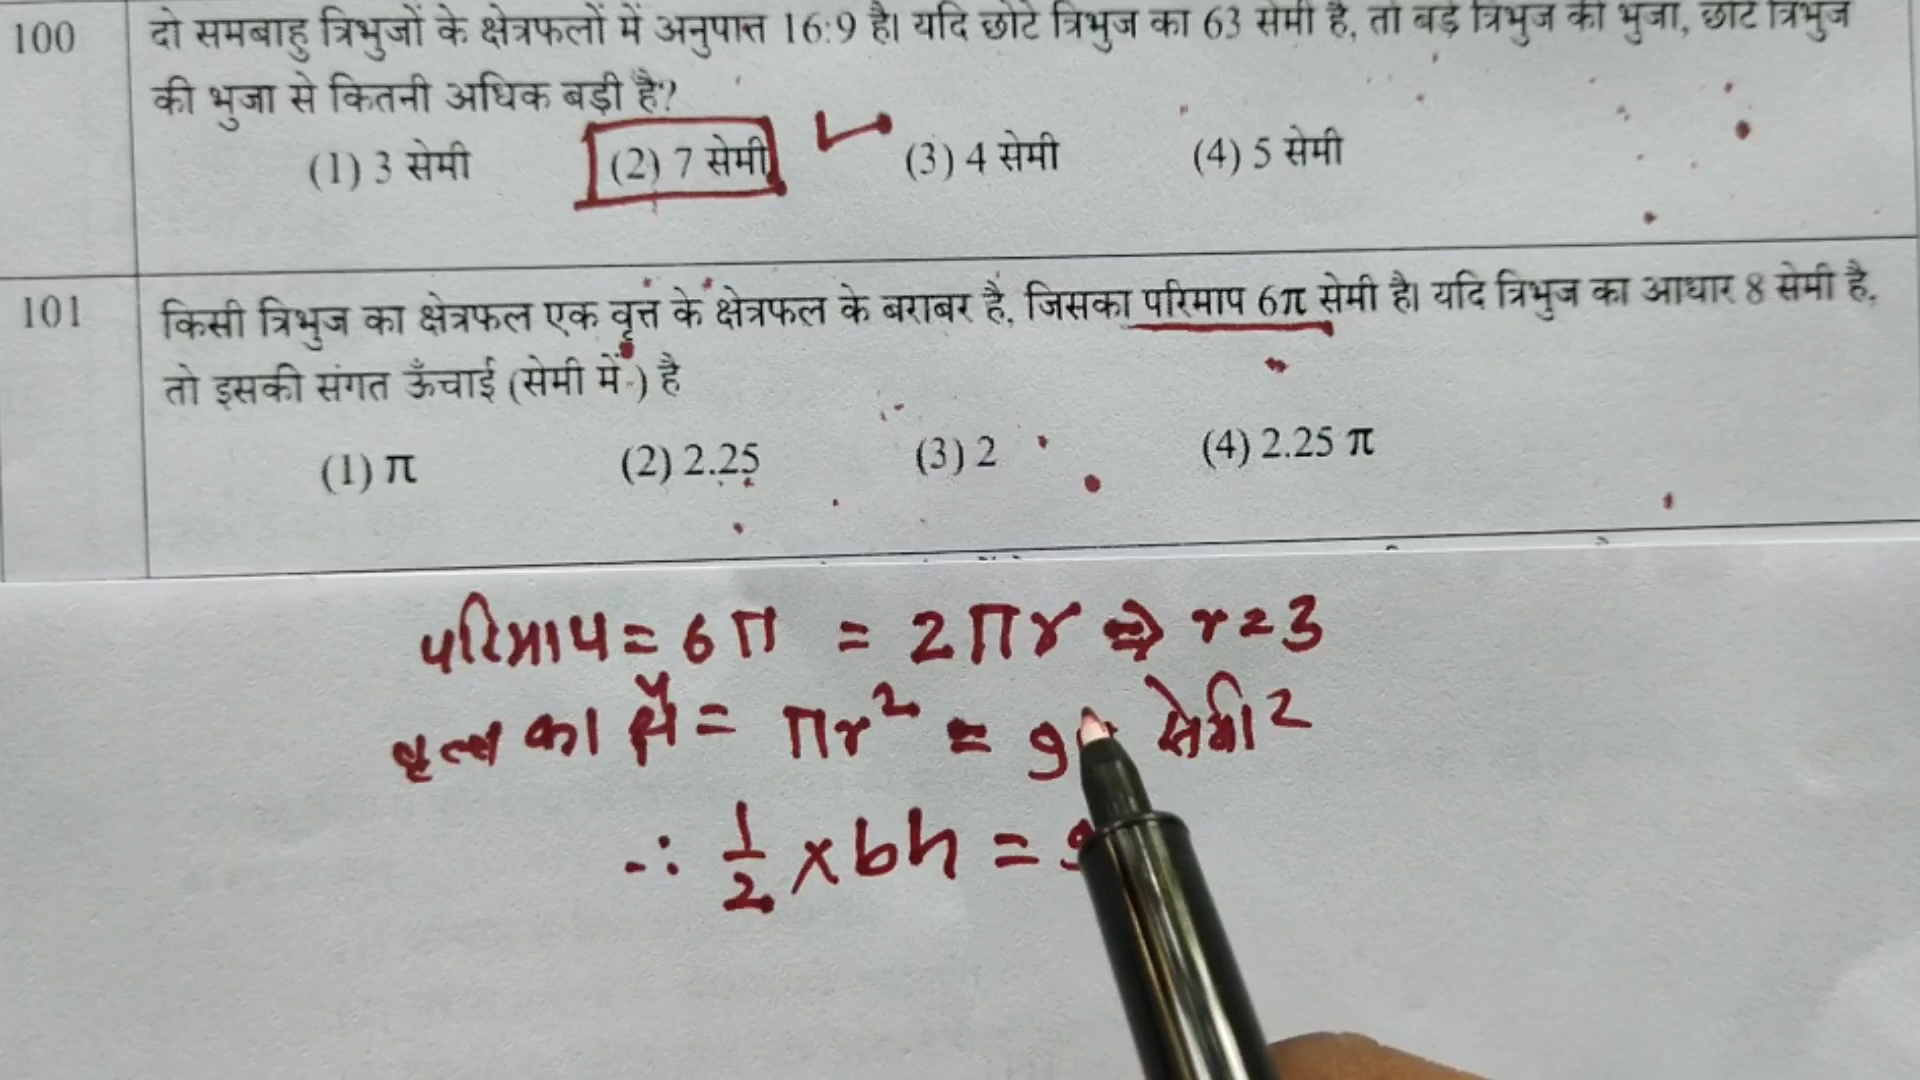 100
दो समबाहु त्रिभुजों के क्षेत्रफलों में अनुपात्त 16:9 है। यदि छोटे त्रिभुज का 63 सेमी है, तो बड़े त्रिभुज की भुजा, छोटे त्रिभुज
की भुजा से कितनी अधिक बड़ी है?
(1) 3 सेमी (2) 7 सेमी (3) 4 सेमी (4) 5 सेमी
101
किसी त्रिभुज का क्षेत्रफल एक वृत्त के क्षेत्रफल के बराबर है, जिसका परिमाप 6π सेमी है। यदि त्रिभुज का आधार 8 सेमी है,
तो इसकी संगत ऊँचाई (सेमी में-) है
(1) π (2) 2.25 (3) 2 (4) 2.25 π
परिमाप = 6π = 2πr ⇒ r = 3
वृत्त का क्षे = πr² = 9 सेमी²
∴ 1/2 × bh =